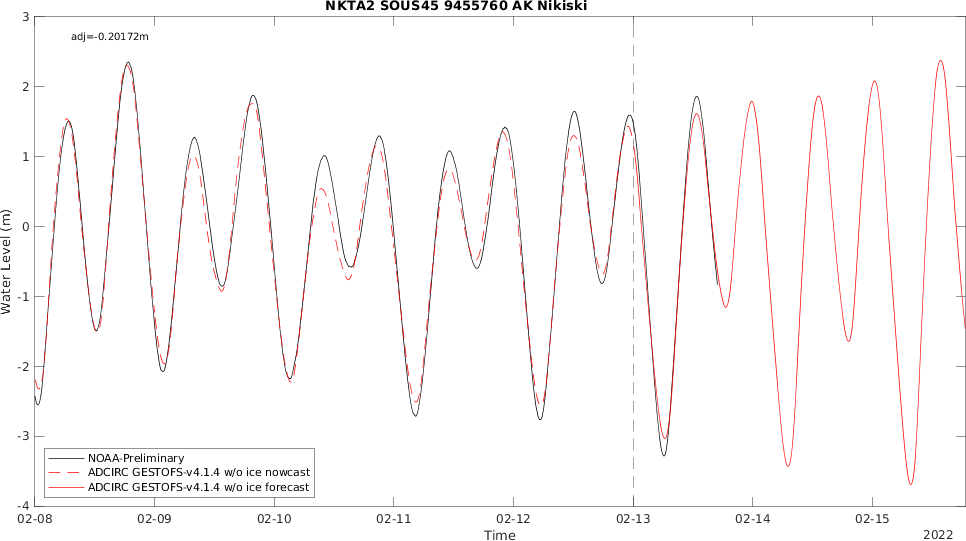 NKTA2 SOUS45 9455760 AK Nikiski
adj=-0.20172m
3
2
1
0
-1
-2
-3
-4
Water Level (m)
NOAA-Preliminary
ADCIRC GESTOFS-v4.1.4 w/o ice nowcast
ADCIRC GESTOFS-v4.1.4 w/o ice forecast
02-08 02-09 02-10 02-11 02-12 02-13 02-14 02-15
Time
2022